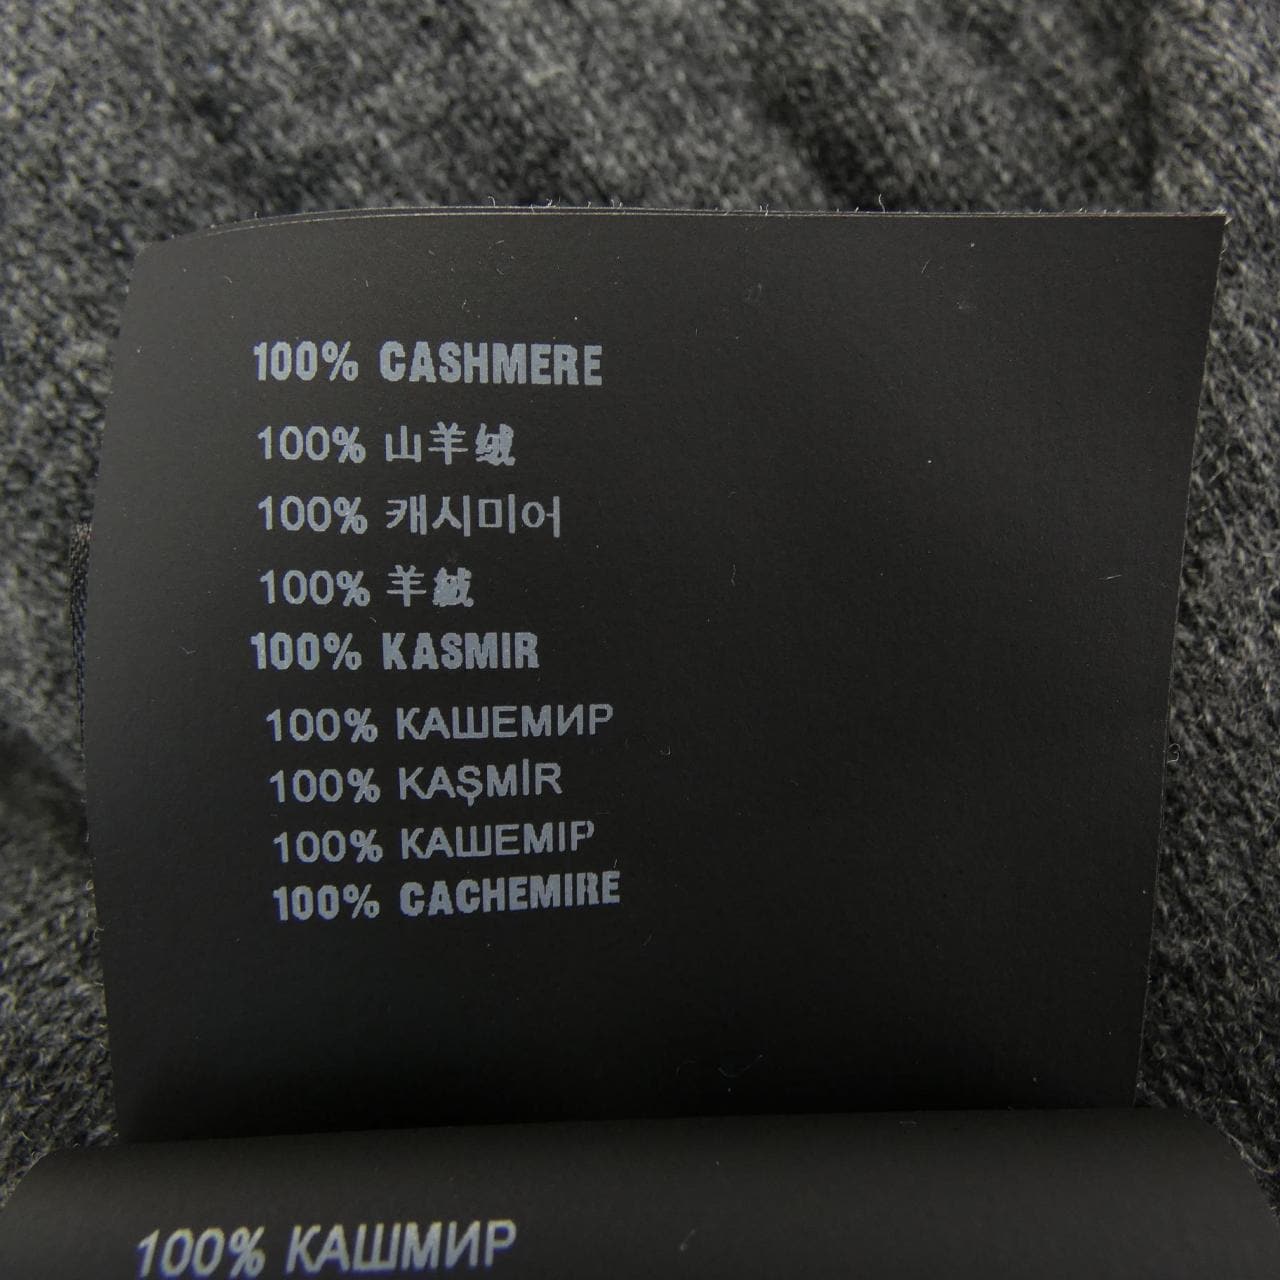 100% CASHMERE
100% 山羊绒
100% 캐시미어
100% 羊絨
100% KASMIR
100% КАШЕМИР
100% KAŞMİR
100% КАШЕМІР
100% CACHEMIRE
100% КАШМИР